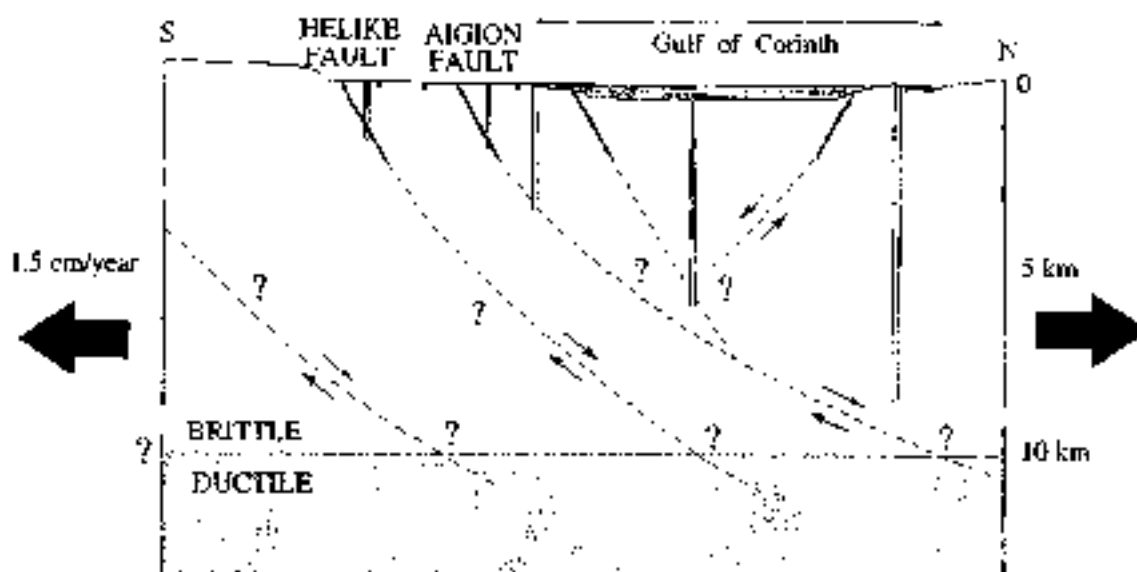 S
HELIKE
FAULT
AIGION
FAULT
Gulf of Corinth
N
0
1.5 cm/year
?
?
?
?
5 km
?
BRITTLE
?
?
?
10 km
DUCTILE